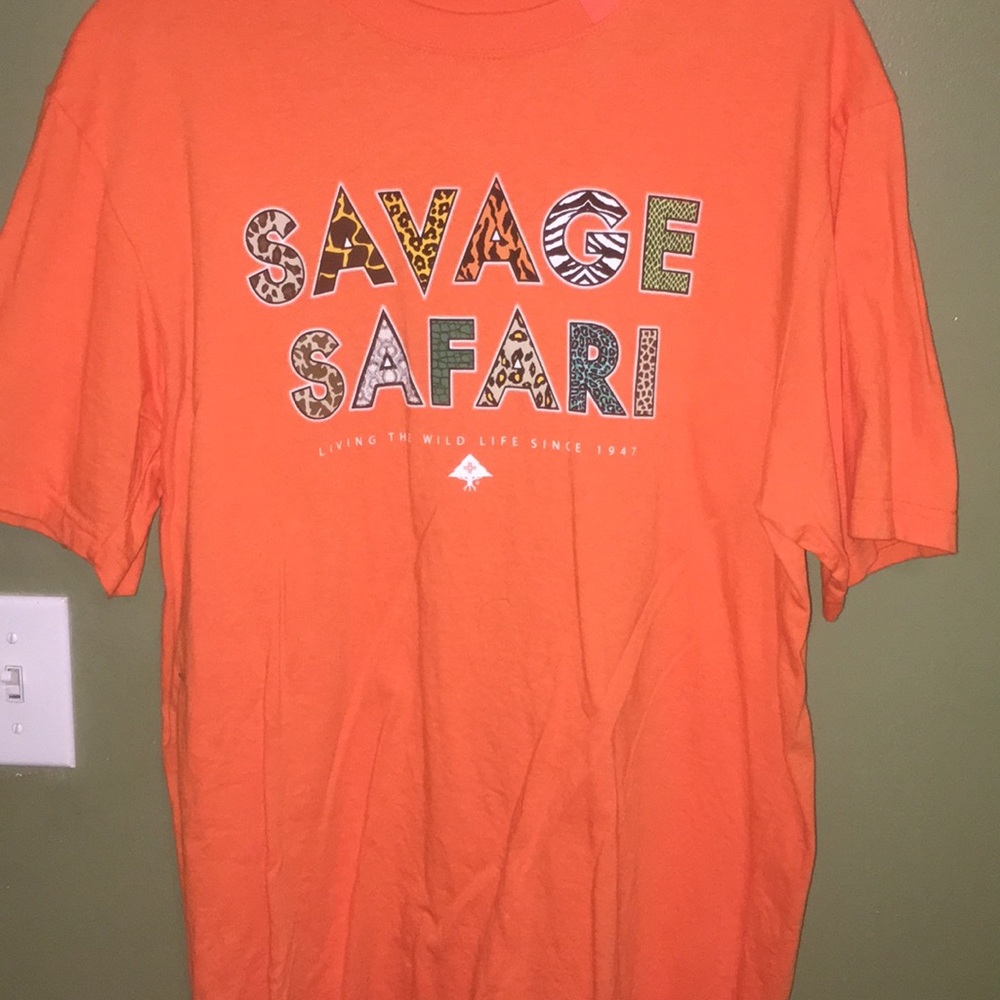 SAVAGE
SAFARI
LIVING THE WILD LIFE SINCE 1947